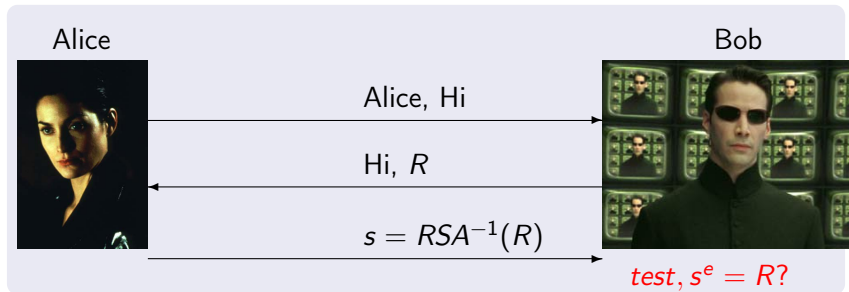 Alice Bob
Alice, Hi
Hi, R
s = RSA⁻¹(R)
test, sᵉ = R?